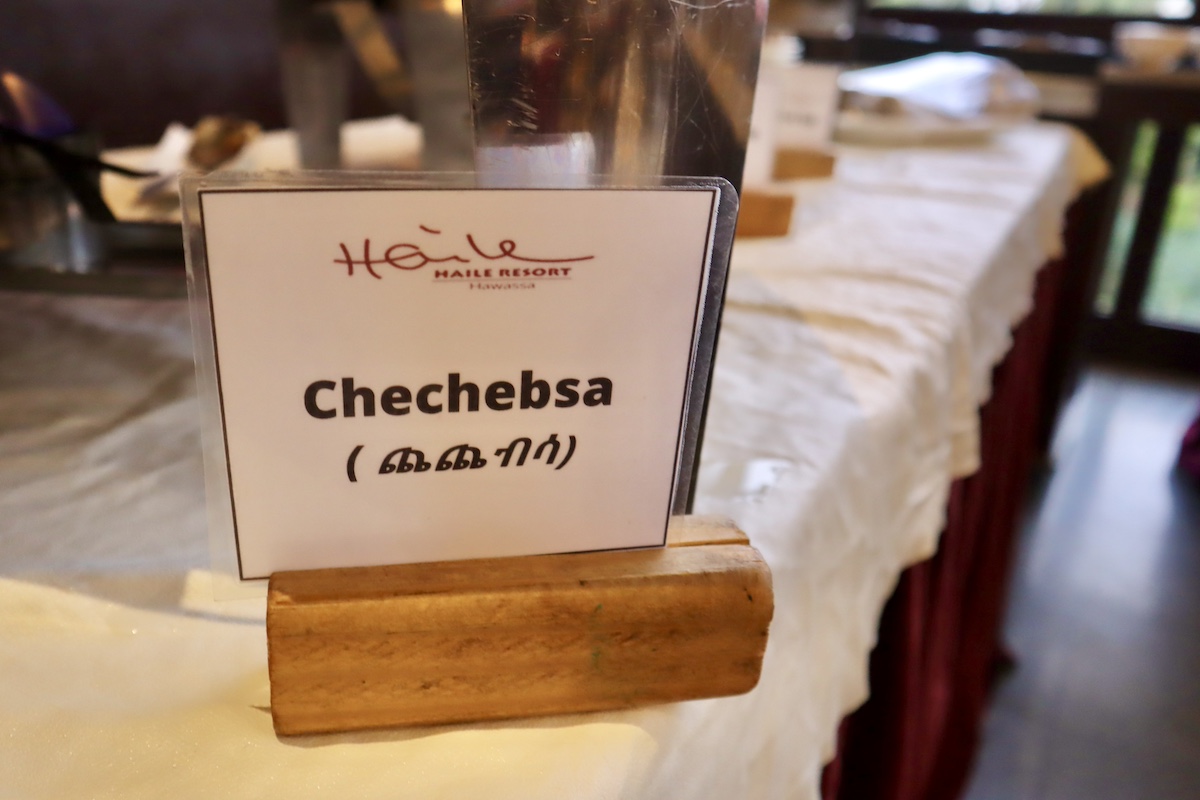 Haile
HAILE RESORT
Hawassa
Chechebsa
( ጨጨብሳ)